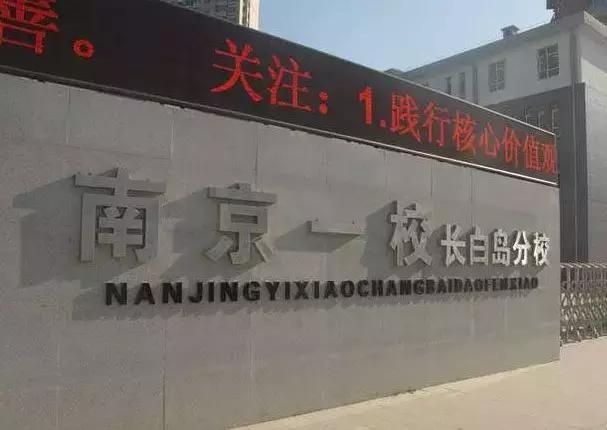 善。 关注：1.践行核心价值观
南京一校长白岛分校
NANJINGYIXIAOCHANGBAIDAOFENXIAO